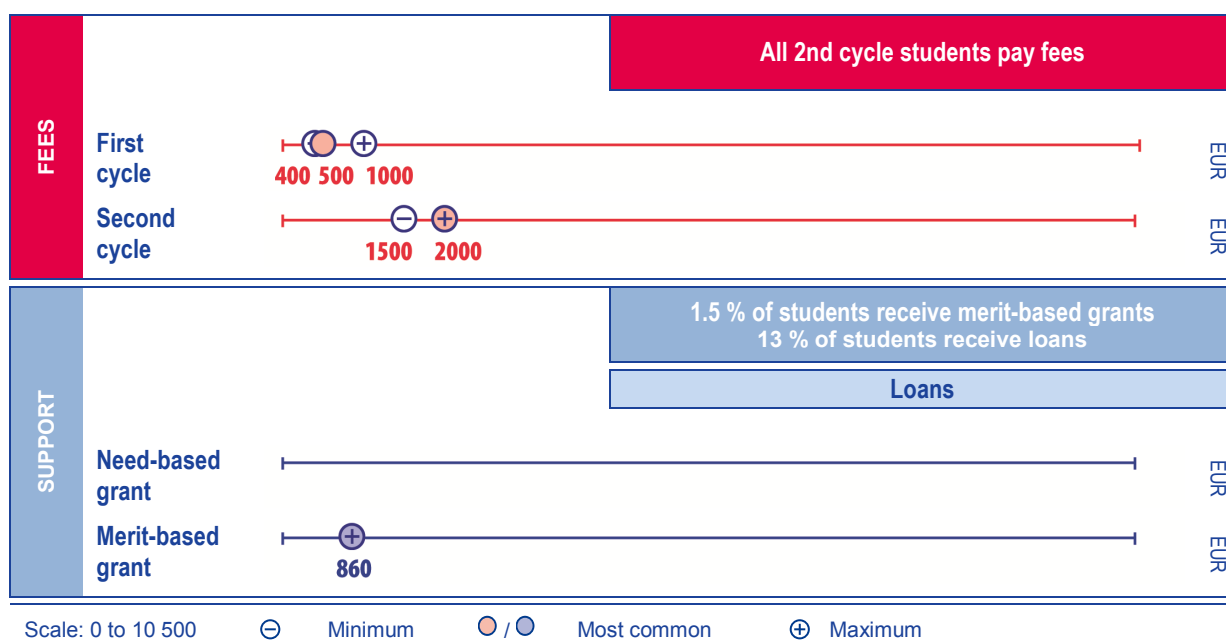 All 2nd cycle students pay fees
FEES
First
cycle
400 500 1000
EUR
Second
cycle
1500 2000
EUR
1.5 % of students receive merit-based grants
13 % of students receive loans
Loans
SUPPORT
Need-based
grant
EUR
Merit-based
grant
860
EUR
Scale: 0 to 10 500 Minimum / Most common Maximum